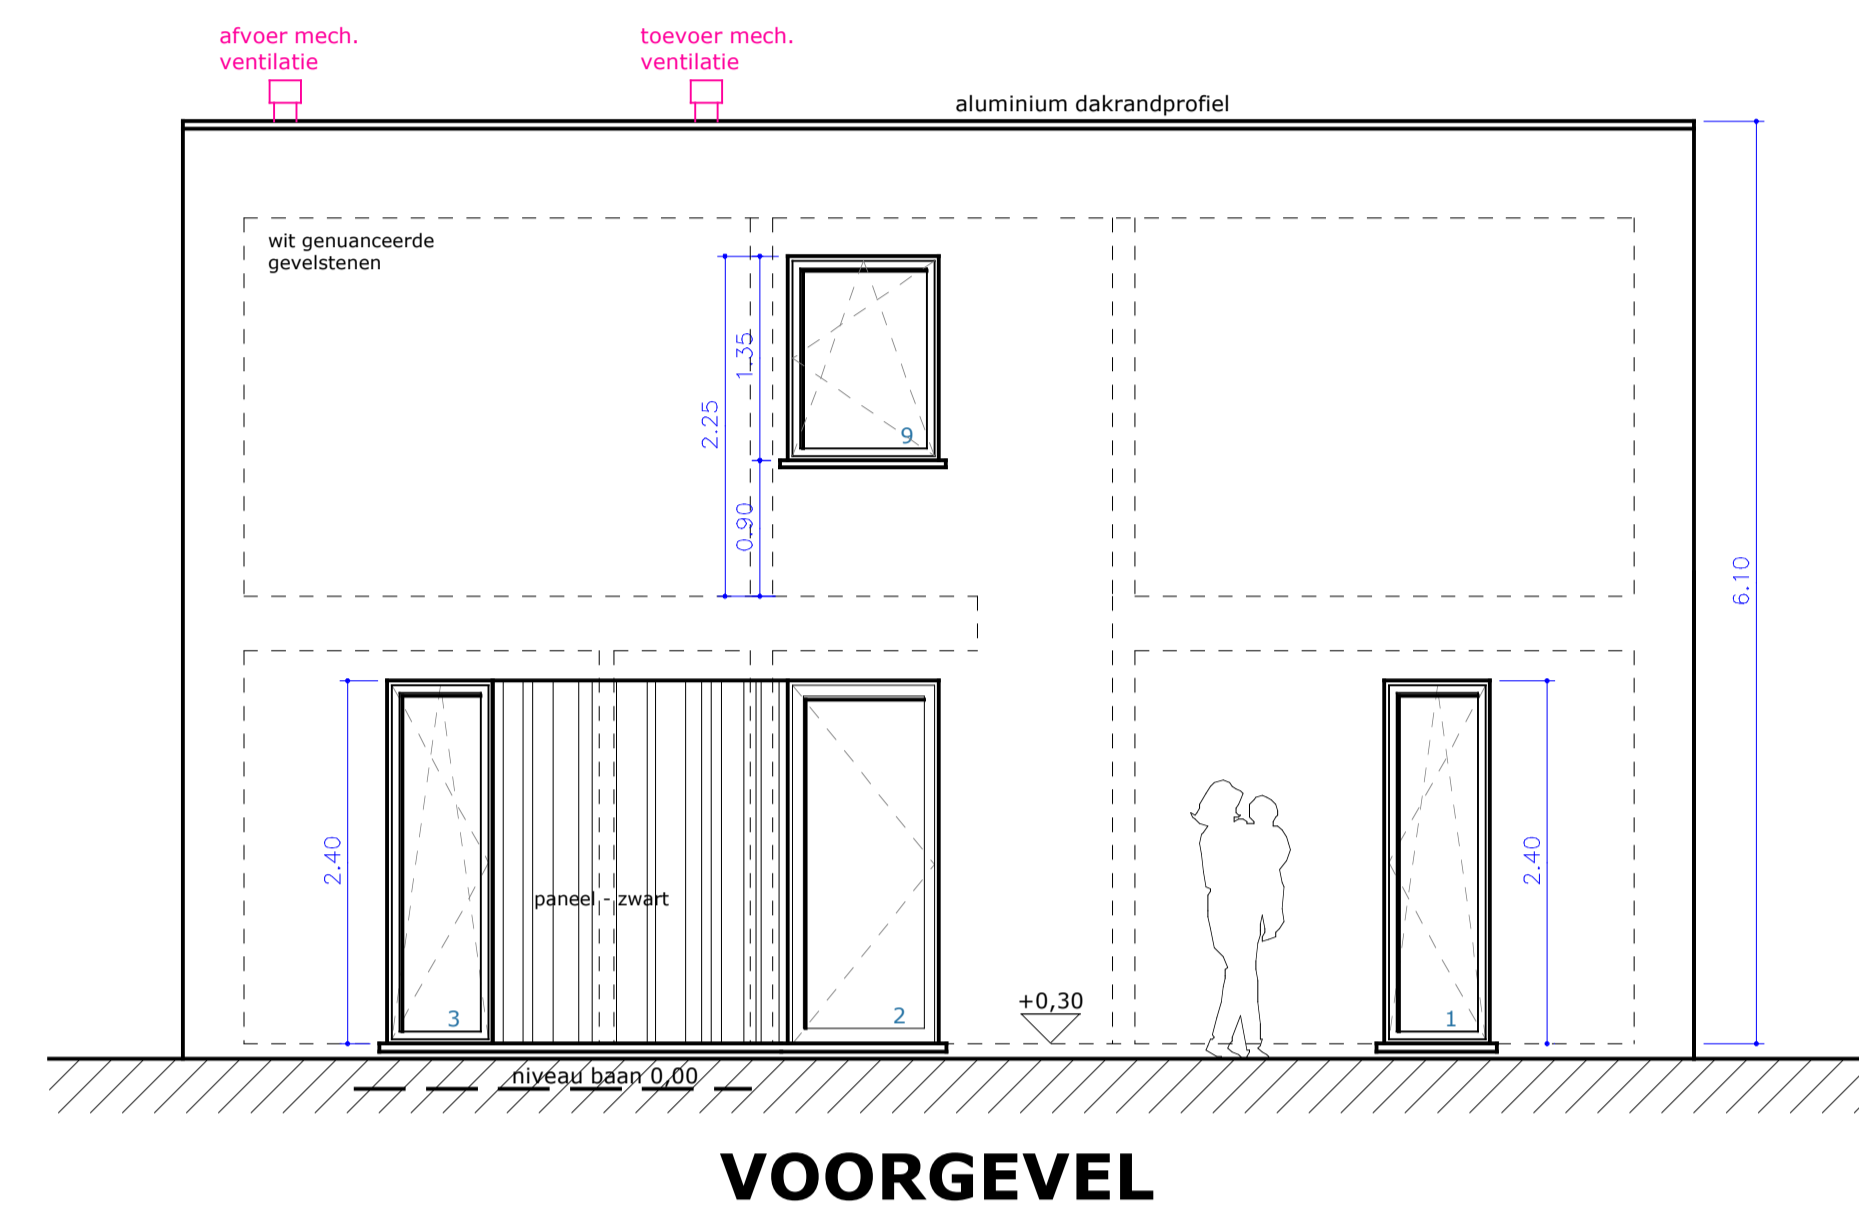 afvoer mech.
ventilatie
toevoer mech.
ventilatie
aluminium dakrandprofiel
wit genuanceerde
gevelstenen
1.35
2.25
9
0.90
6.10
2.40
2.40
paneel - zwart
+0,30
3
2
1
niveau baan 0,00
VOORGEVEL